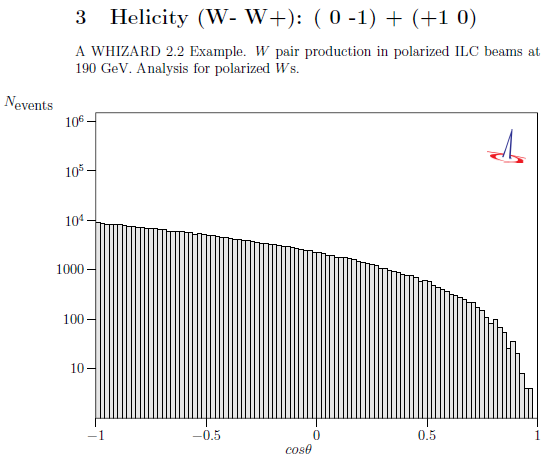 3 Helicity (W- W+): ( 0 -1) + (+1 0)
A WHIZARD 2.2 Example. W pair production in polarized ILC beams at
190 GeV. Analysis for polarized Ws.
Nevents
10⁶
10⁵
10⁴
1000
100
10
−1 −0.5 0 0.5 1
cosθ